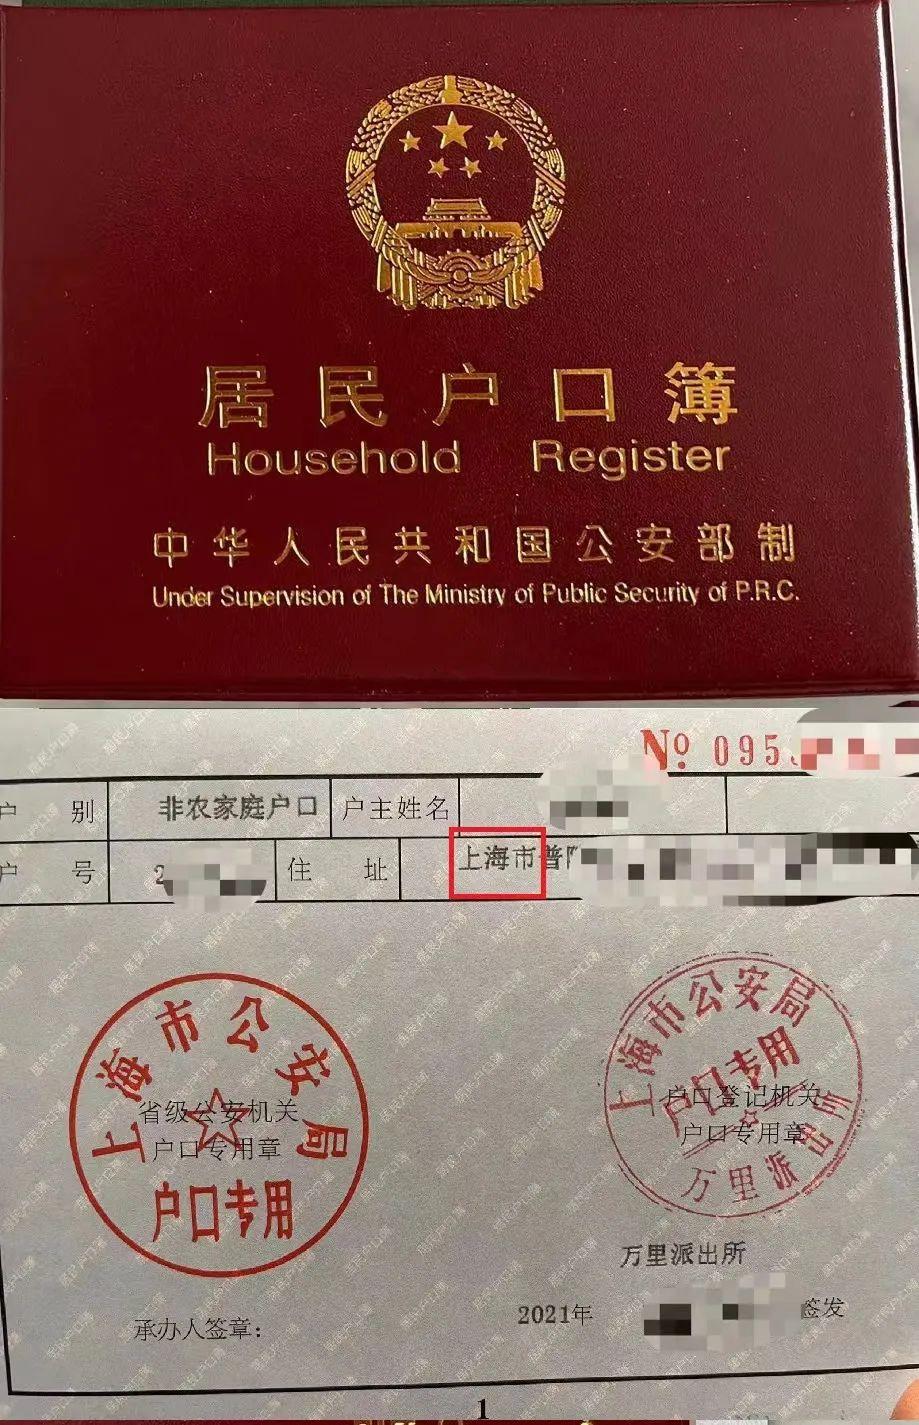 居民户口簿
Household Register
中华人民共和国公安部制
Under Supervision of The Ministry of Public Security of P.R.C.
No 095
户 别 非农家庭户口 户主姓名
户 号 2 住 址 上海市普
上海市公安局
省级公安机关
户口专用章
户口专用
上海市公安局
户口专用
户口登记机关
户口专用章
万里派出所
万里派出所
承办人签章：
2021年 签发
1